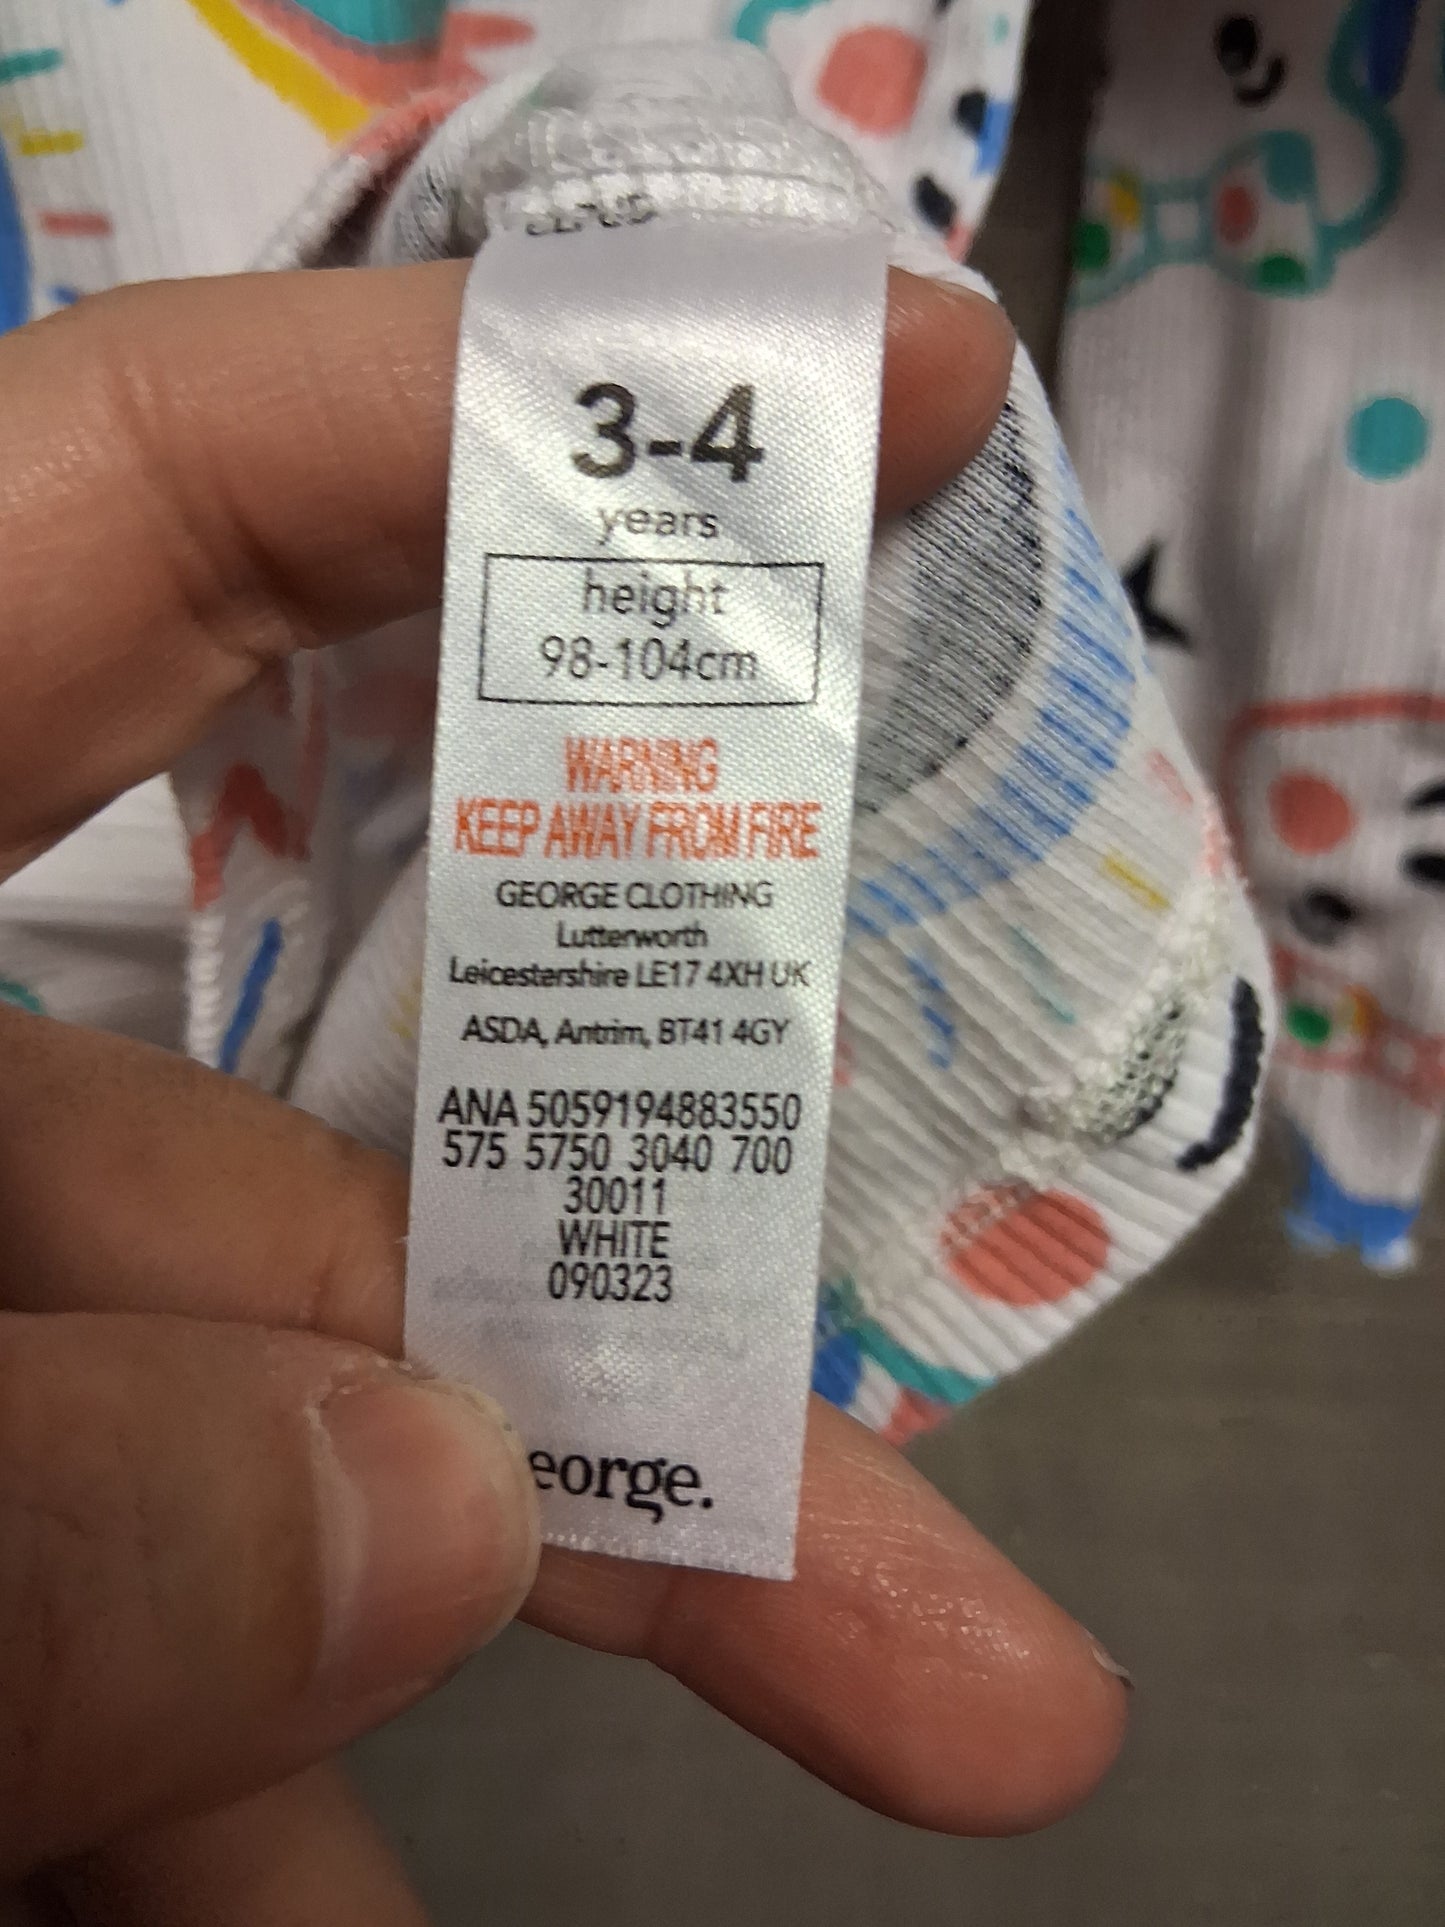 3-4
years
height
98-104cm
WARNING
KEEP AWAY FROM FIRE
GEORGE CLOTHING
Lutterworth
Leicestershire LE17 4XH UK
ASDA, Antrim, BT41 4GY
ANA 5059194883550
575 5750 3040 700
30011
WHITE
090323
eorge.